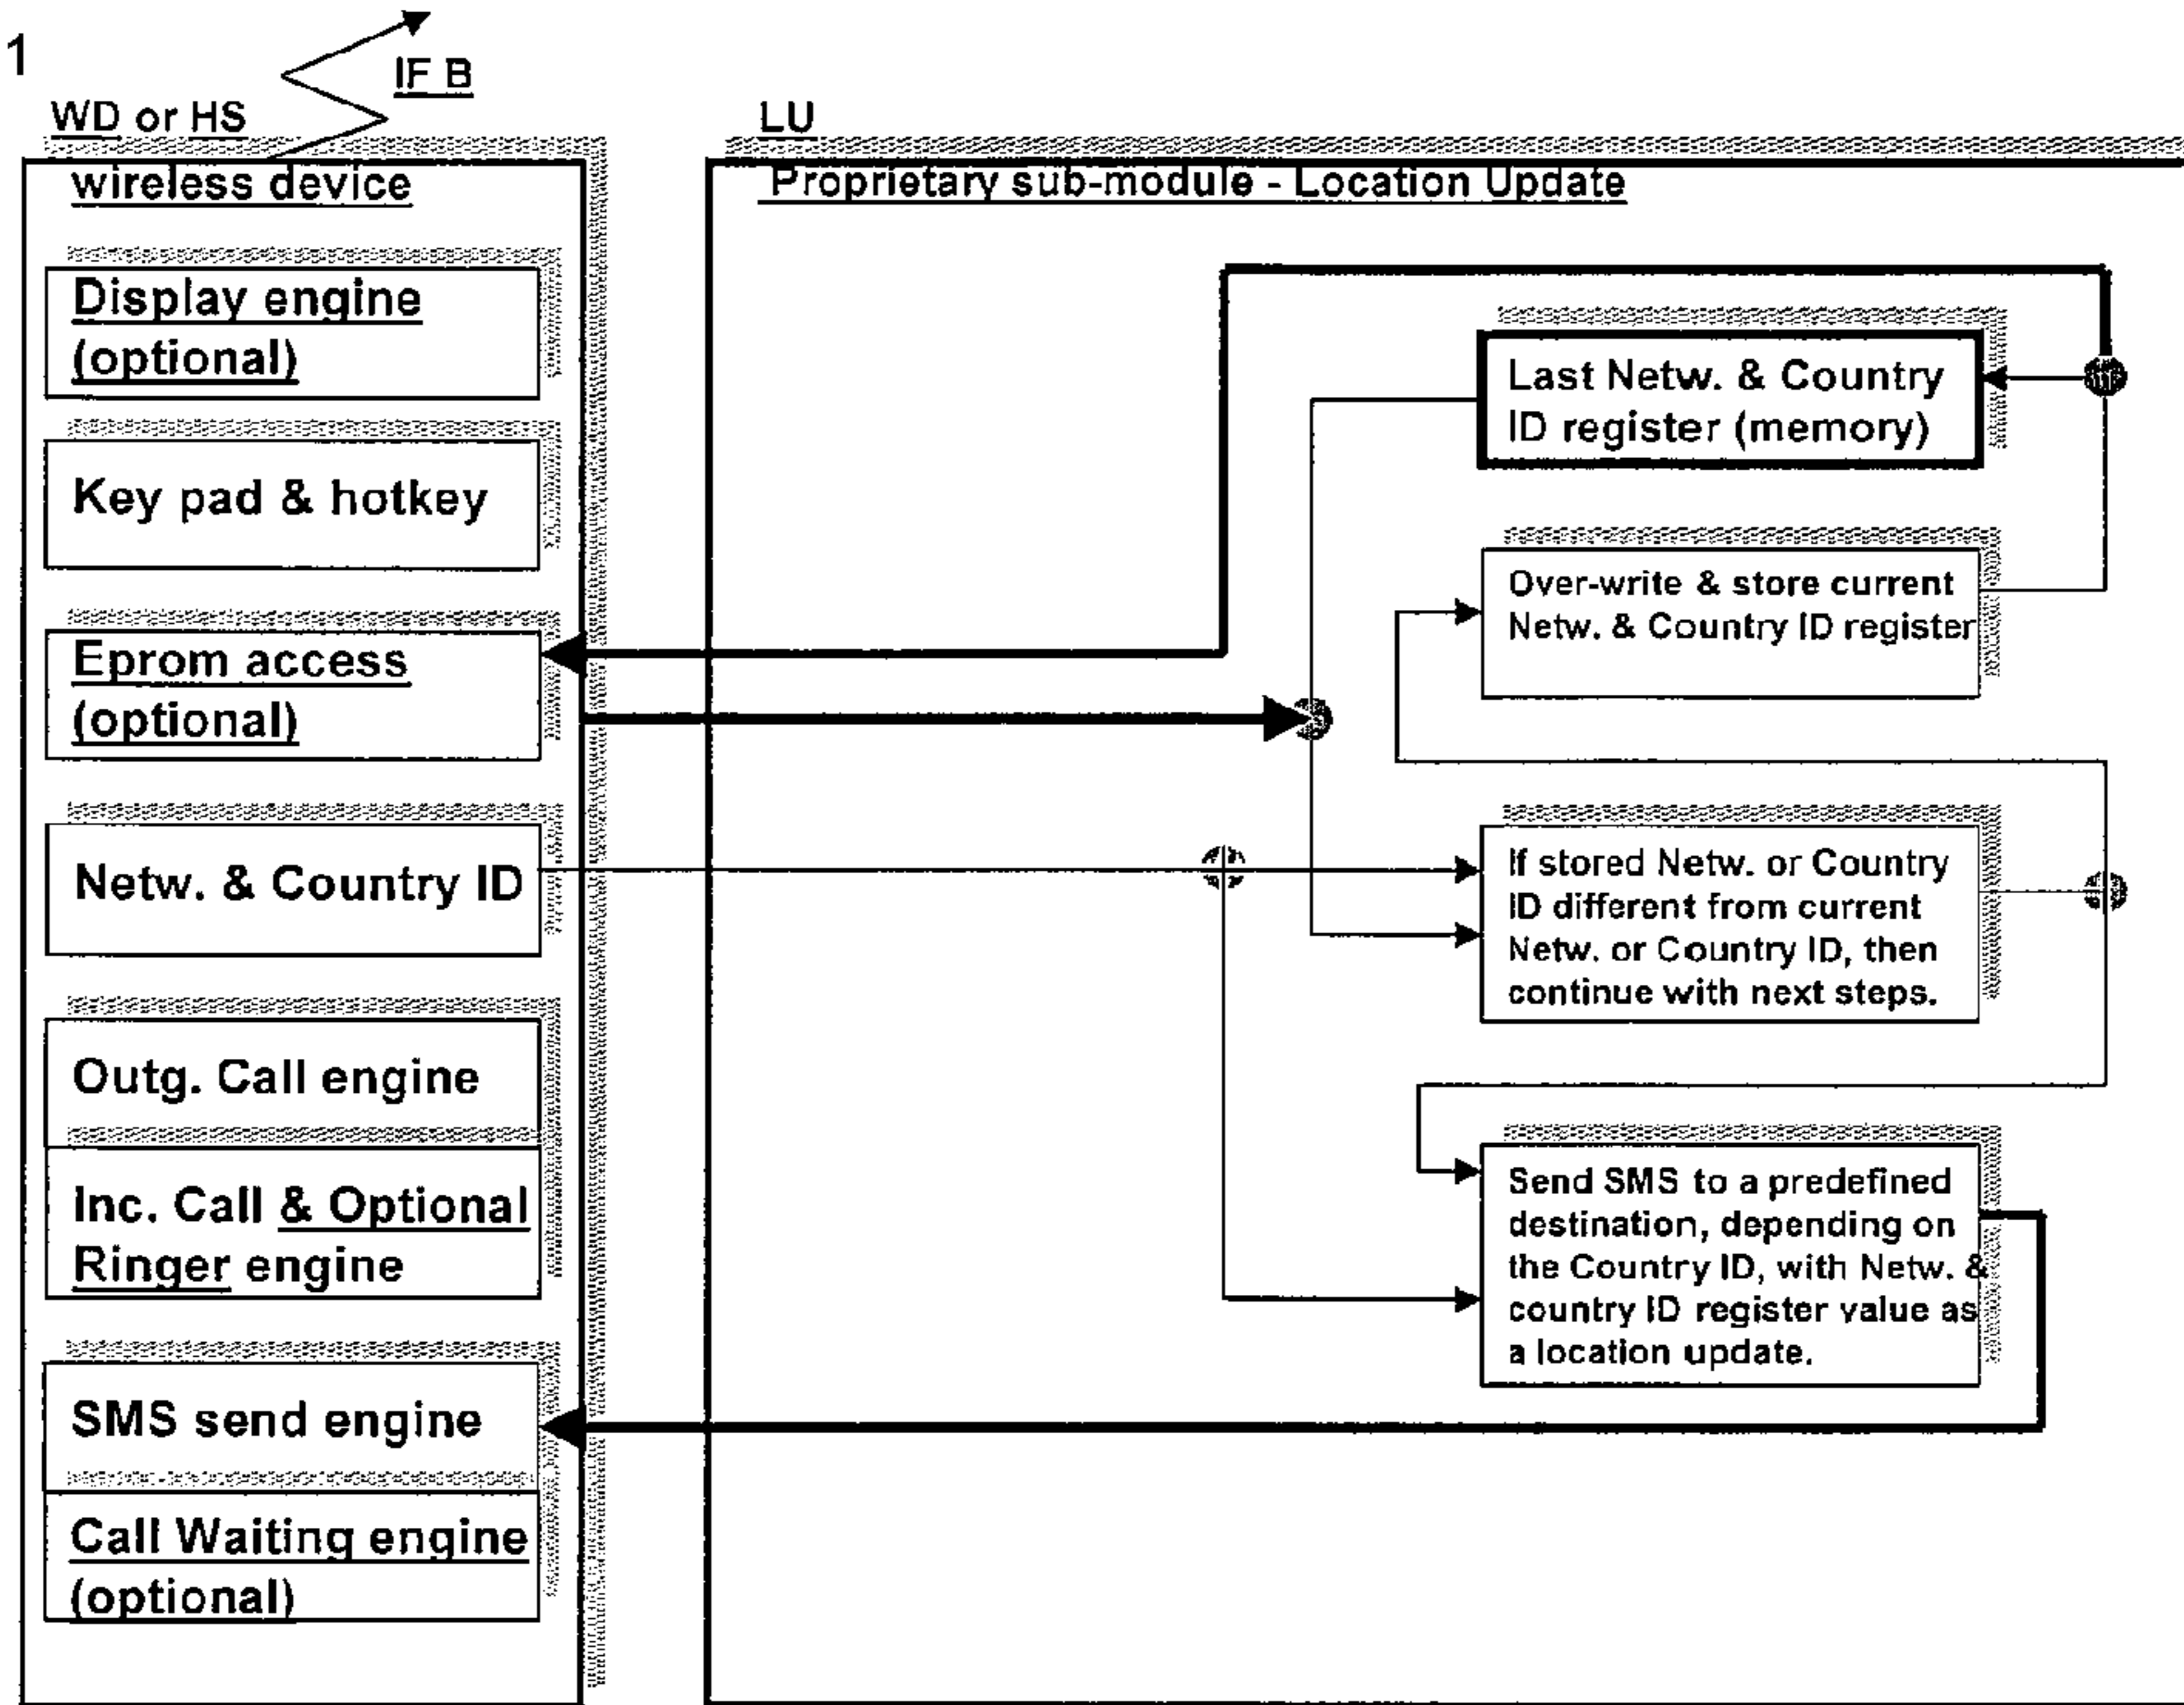 1
IF B
WD or HS
wireless device
Display engine
(optional)
Key pad & hotkey
Eprom access
(optional)
Netw. & Country ID
Outg. Call engine
Inc. Call & Optional
Ringer engine
SMS send engine
Call Waiting engine
(optional)
LU
Proprietary sub-module - Location Update
Last Netw. & Country
ID register (memory)
Over-write & store current
Netw. & Country ID register
If stored Netw. or Country
ID different from current
Netw. or Country ID, then
continue with next steps.
Send SMS to a predefined
destination, depending on
the Country ID, with Netw. &
country ID register value as
a location update.